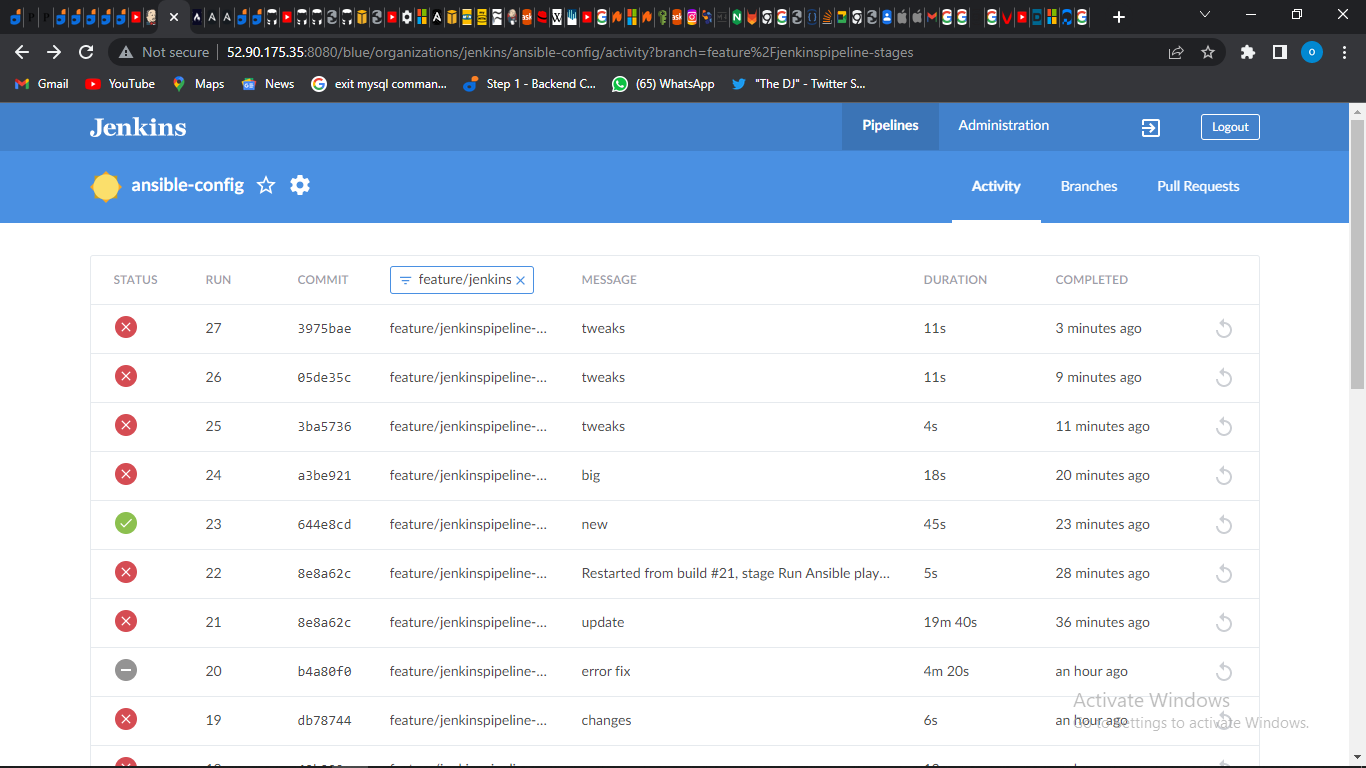 Not secure | 52.90.175.35:8080/blue/organizations/jenkins/ansible-config/activity?branch=feature%2Fjenkinspipeline-stages
Gmail YouTube Maps News exit mysql comman... Step 1 - Backend C... (65) WhatsApp "The DJ" - Twitter S...
Jenkins Pipelines Administration Logout
ansible-config Activity Branches Pull Requests
STATUS RUN COMMIT feature/jenkins MESSAGE DURATION COMPLETED
27 3975bae feature/jenkinspipeline-... tweaks 11s 3 minutes ago
26 05de35c feature/jenkinspipeline-... tweaks 11s 9 minutes ago
25 3ba5736 feature/jenkinspipeline-... tweaks 4s 11 minutes ago
24 a3be921 feature/jenkinspipeline-... big 18s 20 minutes ago
23 644e8cd feature/jenkinspipeline-... new 45s 23 minutes ago
22 8e8a62c feature/jenkinspipeline-... Restarted from build #21, stage Run Ansible play... 5s 28 minutes ago
21 8e8a62c feature/jenkinspipeline-... update 19m 40s 36 minutes ago
20 b4a80f0 feature/jenkinspipeline-... error fix 4m 20s an hour ago
Activate Windows
19 db78744 feature/jenkinspipeline-... changes 6s an hour ago
Go to Settings to activate Windows.